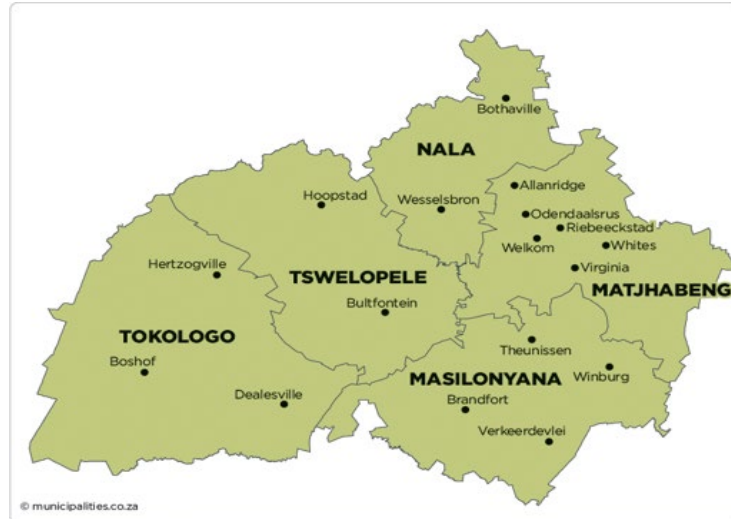 Bothaville
NALA
Allanridge
Hoopstad
Wesselsbron
Odendaalsrus
Riebeeckstad
Welkom
Whites
Hertzogville
TSWELOPELE
Virginia
MATJHABENG
Bultfontein
TOKOLOGO
Theunissen
Boshof
MASILONYANA
Winburg
Dealesville
Brandfort
Verkeerdevlei
© municipalities.co.za